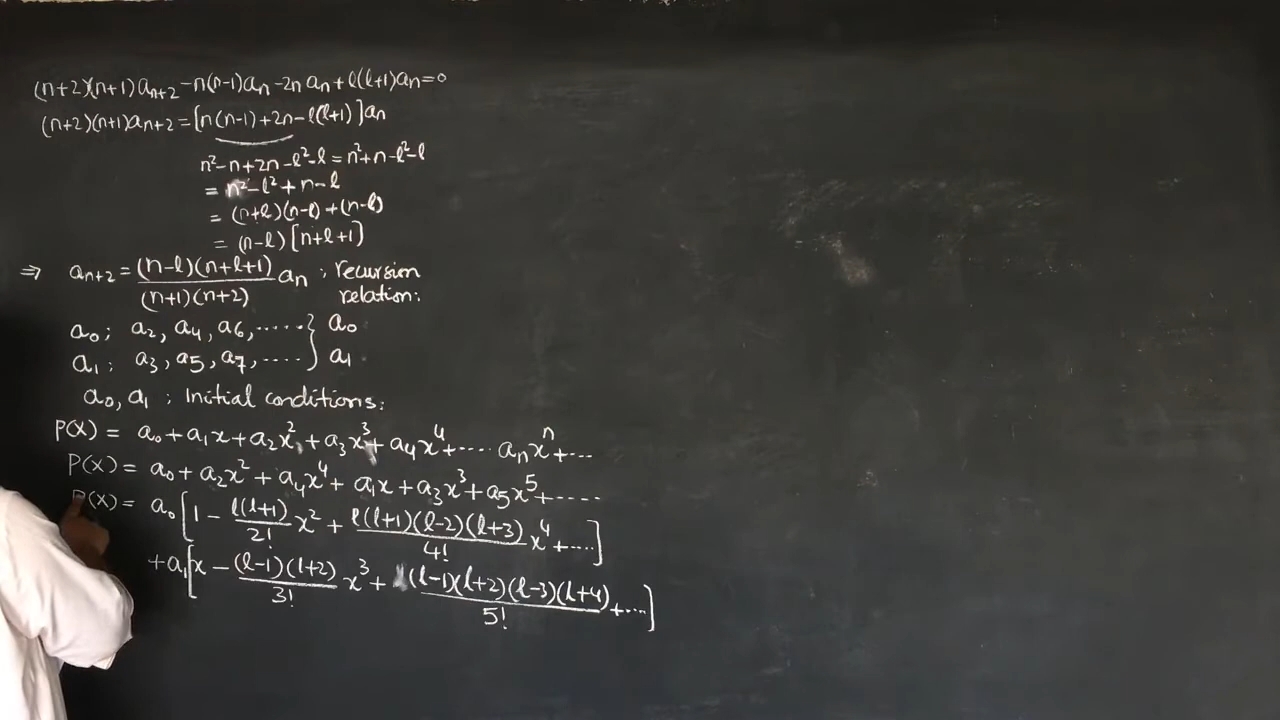 (n+2)(n+1)aₙ₊₂ - n(n-1)aₙ - 2n aₙ + ℓ(ℓ+1)aₙ = 0
(n+2)(n+1)aₙ₊₂ = [n(n-1)+2n-ℓ(ℓ+1)]aₙ
n²-n+2n-ℓ²-ℓ = n²+n-ℓ²-ℓ
= n²-ℓ²+n-ℓ
= (n+ℓ)(n-ℓ)+(n-ℓ)
= (n-ℓ)[n+ℓ+1]
⇒ aₙ₊₂ = (n-ℓ)(n+ℓ+1)/(n+1)(n+2) aₙ ; recursion
relation:
a₀; a₂, a₄, a₆, ..... } a₀
a₁; a₃, a₅, a₇, .... } a₁
a₀, a₁ ; Initial conditions:
P(x) = a₀+a₁x+a₂x²+a₃x³+a₄x⁴+.... aₙxⁿ+...
P(x) = a₀+a₂x²+a₄x⁴+a₁x+a₃x³+a₅x⁵+.....
P(x) = a₀[1 - ℓ(ℓ+1)/2! x² + ℓ(ℓ+1)(ℓ-2)(ℓ+3)/4! x⁴ + ....]
+a₁[x - (ℓ-1)(ℓ+2)/3! x³ + (ℓ-1)(ℓ+2)(ℓ-3)(ℓ+4)/5! + ....]